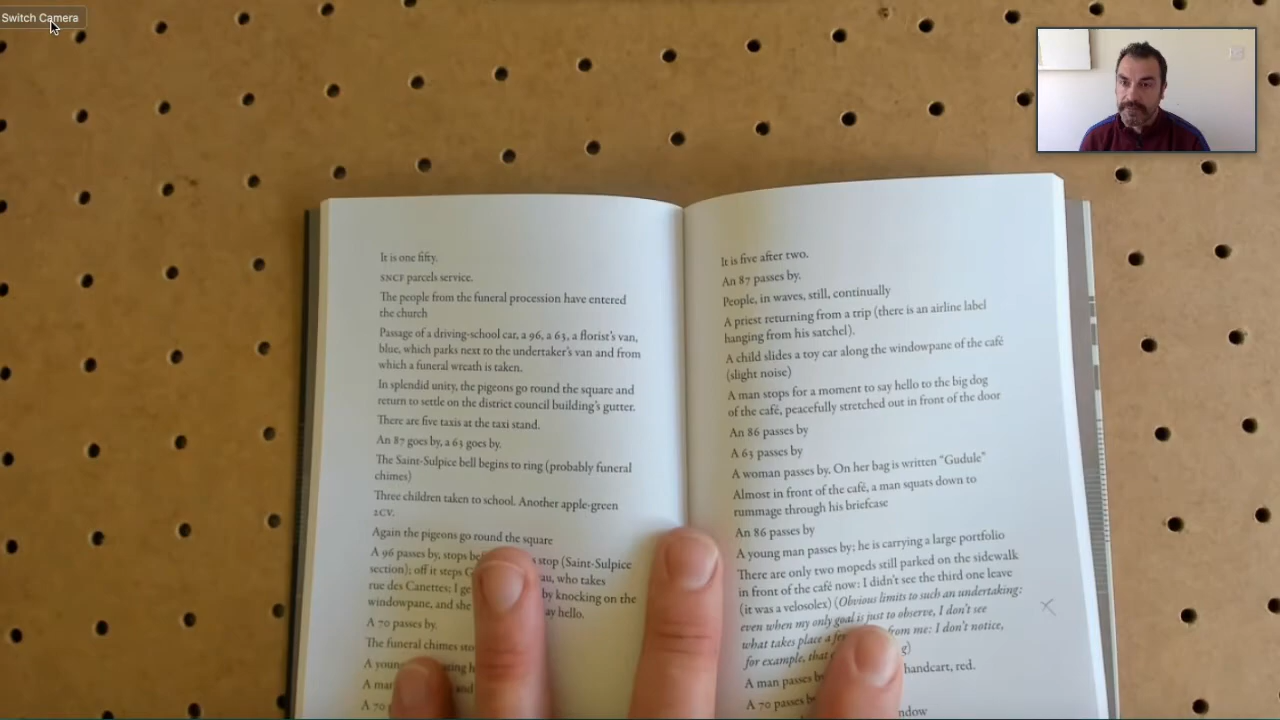 Switch Camera
It is one fifty.
SNCF parcels service.
The people from the funeral procession have entered
the church
Passage of a driving-school car, a 96, a 63, a florist's van,
blue, which parks next to the undertaker's van and from
which a funeral wreath is taken.
In splendid unity, the pigeons go round the square and
return to settle on the district council building's gutter.
There are five taxis at the taxi stand.
An 87 goes by, a 63 goes by.
The Saint-Sulpice bell begins to ring (probably funeral
chimes)
Three children taken to school. Another apple-green
2CV.
Again the pigeons go round the square
A 96 passes by, stops stop (Saint-Sulpice
section); off it steps who takes
rue des Canettes; I by knocking on the
windowpane, and she hello.
A 70 passes by.
The funeral chimes
A
A
A 70
It is five after two.
An 87 passes by.
People, in waves, still, continually
A priest returning from a trip (there is an airline label
hanging from his satchel).
A child slides a toy car along the windowpane of the café
(slight noise)
A man stops for a moment to say hello to the big dog
of the café, peacefully stretched out in front of the door
An 86 passes by
A 63 passes by
A woman passes by. On her bag is written "Gudule"
Almost in front of the café, a man squats down to
rummage through his briefcase
An 86 passes by
A young man passes by; he is carrying a large portfolio
There are only two mopeds still parked on the sidewalk
in front of the café now: I didn't see the third one leave
(it was a velosolex) (Obvious limits to such an undertaking:
even when my only goal is just to observe, I don't see
what takes place a from me: I don't notice,
for example, that
A man passes handcart, red.
A 70 passes